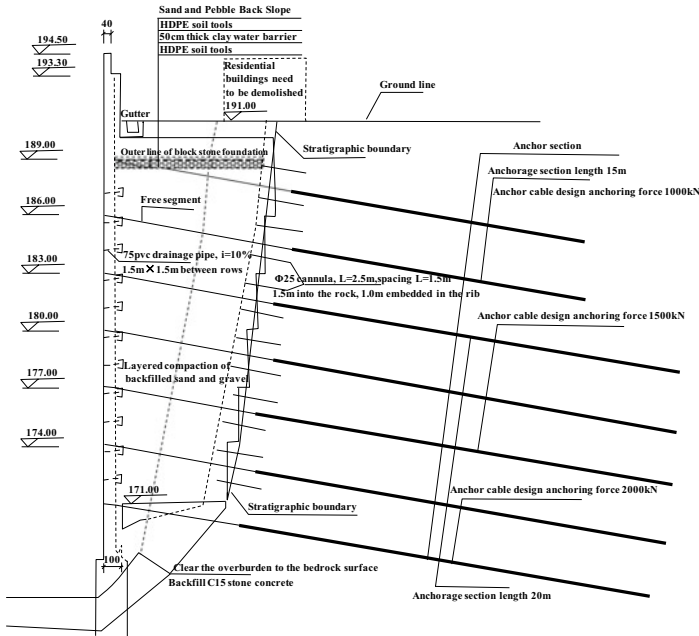 Sand and Pebble Back Slope
40
HDPE soil tools
194.50
50cm thick clay water barrier
HDPE soil tools
193.30
Residential
buildings need
to be demolished
191.00
Ground line
Gutter
189.00
Outer line of block stone foundation
Stratigraphic boundary
Anchor section
Anchorage section length 15m
Anchor cable design anchoring force 1000kN
186.00
Free segment
75pvc drainage pipe, i=10%
1.5m×1.5m between rows
183.00
Φ25 cannula, L=2.5m,spacing L=1.5m
1.5m into the rock, 1.0m embedded in the rib
180.00
Anchor cable design anchoring force 1500kN
177.00
Layered compaction of
backfilled sand and gravel
174.00
171.00
Stratigraphic boundary
Anchor cable design anchoring force 2000kN
100
Clear the overburden to the bedrock surface
Backfill C15 stone concrete
Anchorage section length 20m